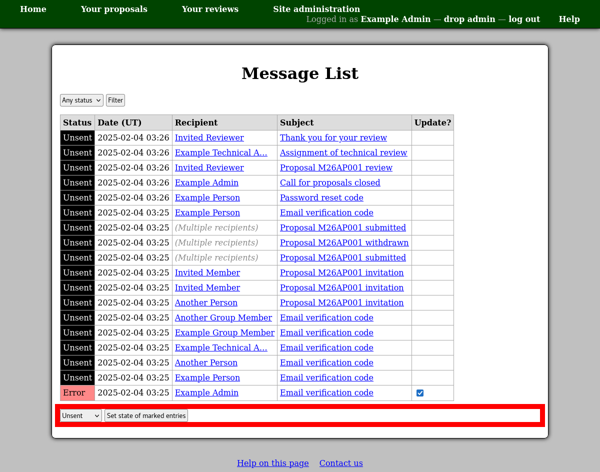 Home Your proposals Your reviews Site administration
Logged in as Example Admin — drop admin — log out Help
Message List
Any status Filter
Status Date (UT) Recipient Subject Update?
Unsent 2025-02-04 03:26 Invited Reviewer Thank you for your review
Unsent 2025-02-04 03:26 Example Technical A... Assignment of technical review
Unsent 2025-02-04 03:26 Invited Reviewer Proposal M26AP001 review
Unsent 2025-02-04 03:26 Example Admin Call for proposals closed
Unsent 2025-02-04 03:26 Example Person Password reset code
Unsent 2025-02-04 03:25 Example Person Email verification code
Unsent 2025-02-04 03:25 (Multiple recipients) Proposal M26AP001 submitted
Unsent 2025-02-04 03:25 (Multiple recipients) Proposal M26AP001 withdrawn
Unsent 2025-02-04 03:25 (Multiple recipients) Proposal M26AP001 submitted
Unsent 2025-02-04 03:25 Invited Member Proposal M26AP001 invitation
Unsent 2025-02-04 03:25 Invited Member Proposal M26AP001 invitation
Unsent 2025-02-04 03:25 Another Person Proposal M26AP001 invitation
Unsent 2025-02-04 03:25 Another Group Member Email verification code
Unsent 2025-02-04 03:25 Example Group Member Email verification code
Unsent 2025-02-04 03:25 Example Technical A... Email verification code
Unsent 2025-02-04 03:25 Another Person Email verification code
Unsent 2025-02-04 03:25 Example Person Email verification code
Error 2025-02-04 03:25 Example Admin Email verification code
Unsent Set state of marked entries
Help on this page Contact us